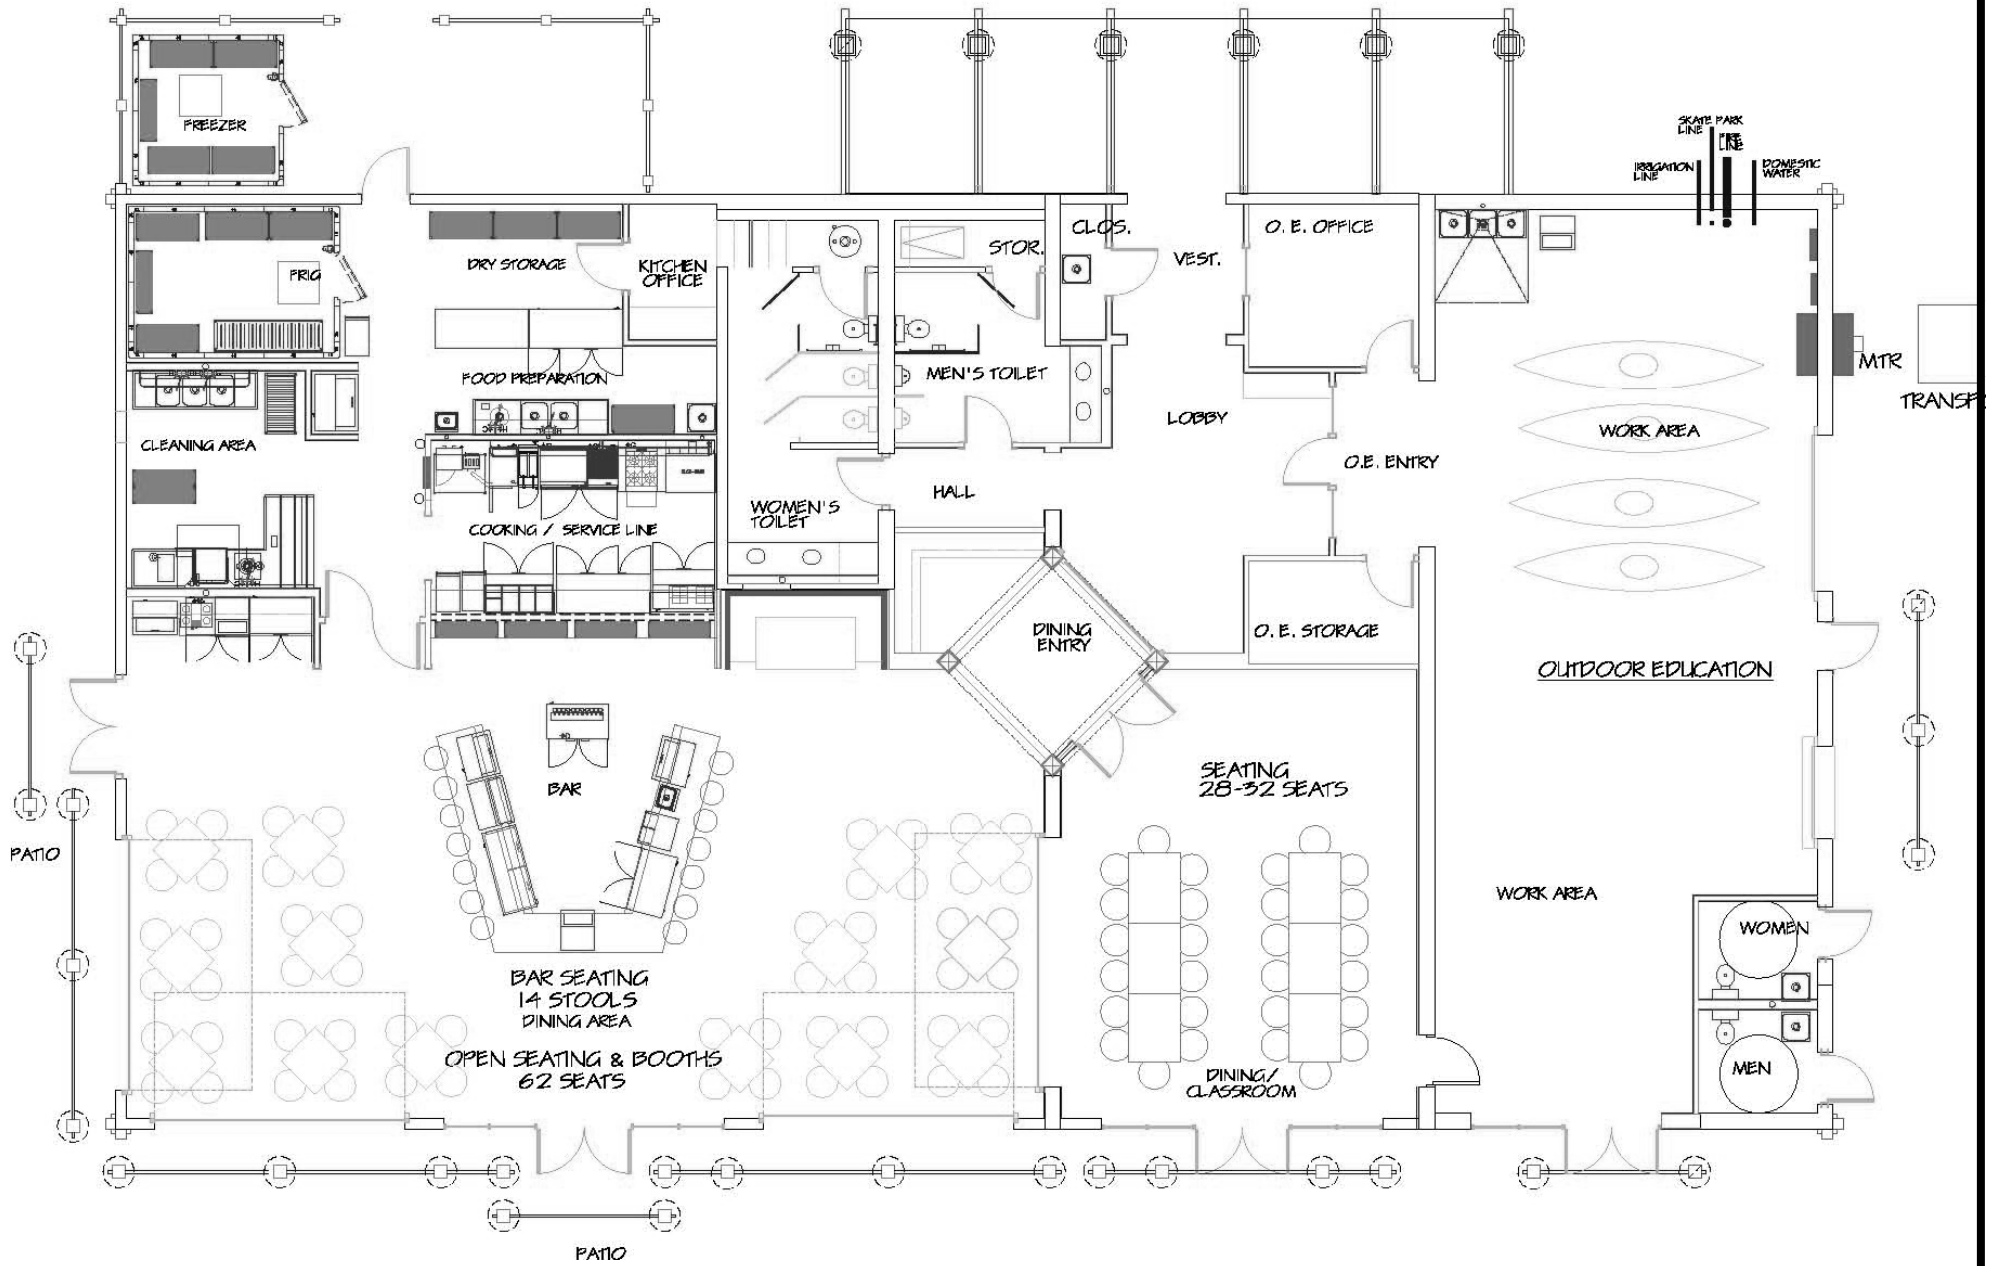 FREEZER
SKATE PARK
LINE
FIRE
LINE
IRRIGATION
LINE
DOMESTIC
WATER
FRIG
DRY STORAGE
KITCHEN
OFFICE
STOR.
CLOS.
VEST.
O. E. OFFICE
FOOD PREPARATION
MEN'S TOILET
MTR
TRANSF
CLEANING AREA
LOBBY
WORK AREA
O.E. ENTRY
HALL
WOMEN'S
TOILET
COOKING / SERVICE LINE
DINING
ENTRY
O. E. STORAGE
OUTDOOR EDUCATION
BAR
SEATING
28-32 SEATS
PATIO
WORK AREA
WOMEN
BAR SEATING
14 STOOLS
DINING AREA
OPEN SEATING & BOOTHS
62 SEATS
DINING/
CLASSROOM
MEN
PATIO